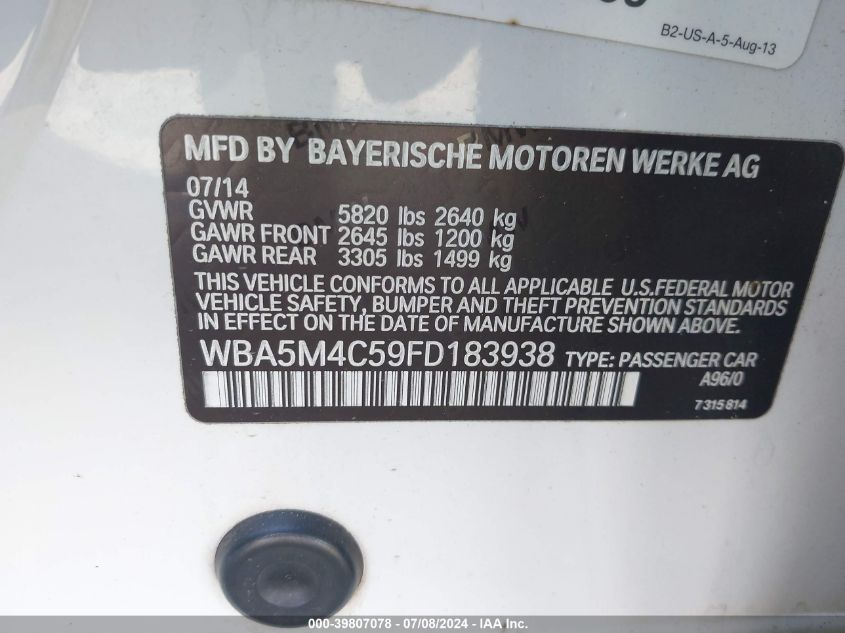 B2-US-A-5-Aug-13
MFD BY BAYERISCHE MOTOREN WERKE AG
07/14
GVWR 5820 lbs 2640 kg
GAWR FRONT 2645 lbs 1200 kg
GAWR REAR 3305 lbs 1499 kg
THIS VEHICLE CONFORMS TO ALL APPLICABLE U.S.FEDERAL MOTOR
VEHICLE SAFETY, BUMPER AND THEFT PREVENTION STANDARDS
IN EFFECT ON THE DATE OF MANUFACTURE SHOWN ABOVE.
WBA5M4C59FD183938 TYPE: PASSENGER CAR
A96/0
7315814
000-39807078 - 07/08/2024 - IAAI.com